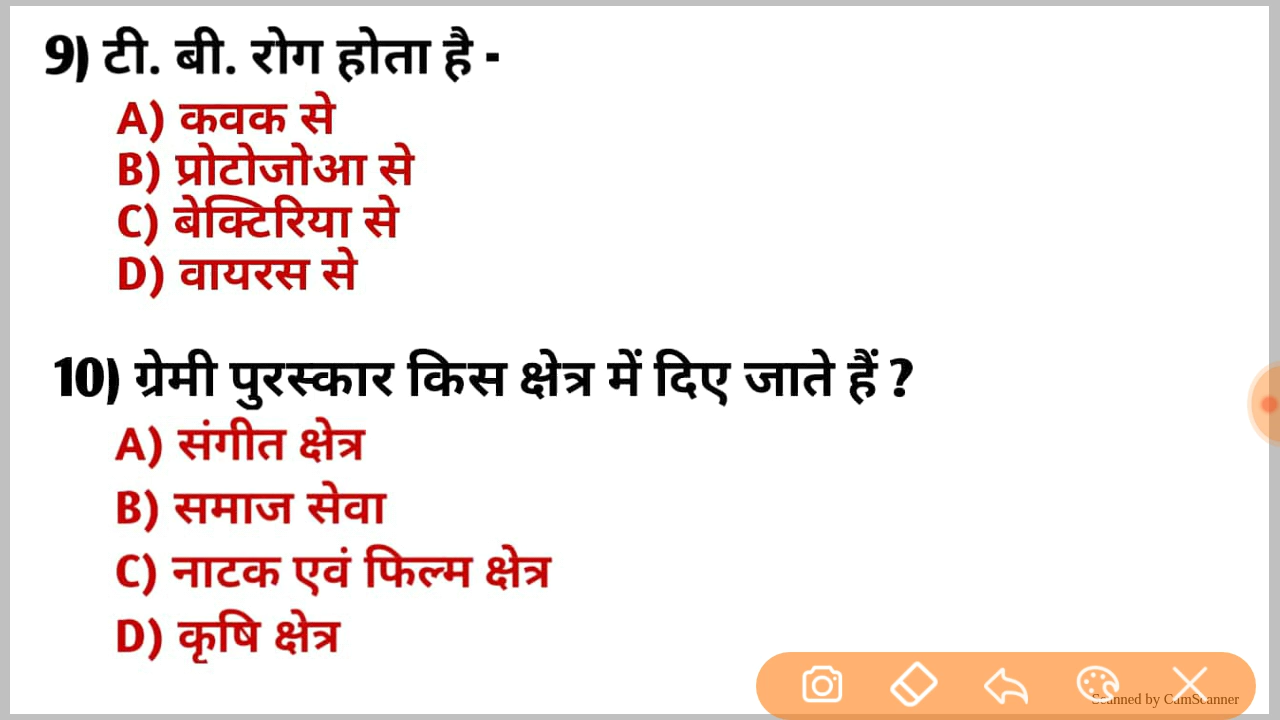 9) टी. बी. रोग होता है -
A) कवक से
B) प्रोटोजोआ से
C) बेक्टिरिया से
D) वायरस से
10) ग्रेमी पुरस्कार किस क्षेत्र में दिए जाते हैं ?
A) संगीत क्षेत्र
B) समाज सेवा
C) नाटक एवं फिल्म क्षेत्र
D) कृषि क्षेत्र
Scanned by CamScanner